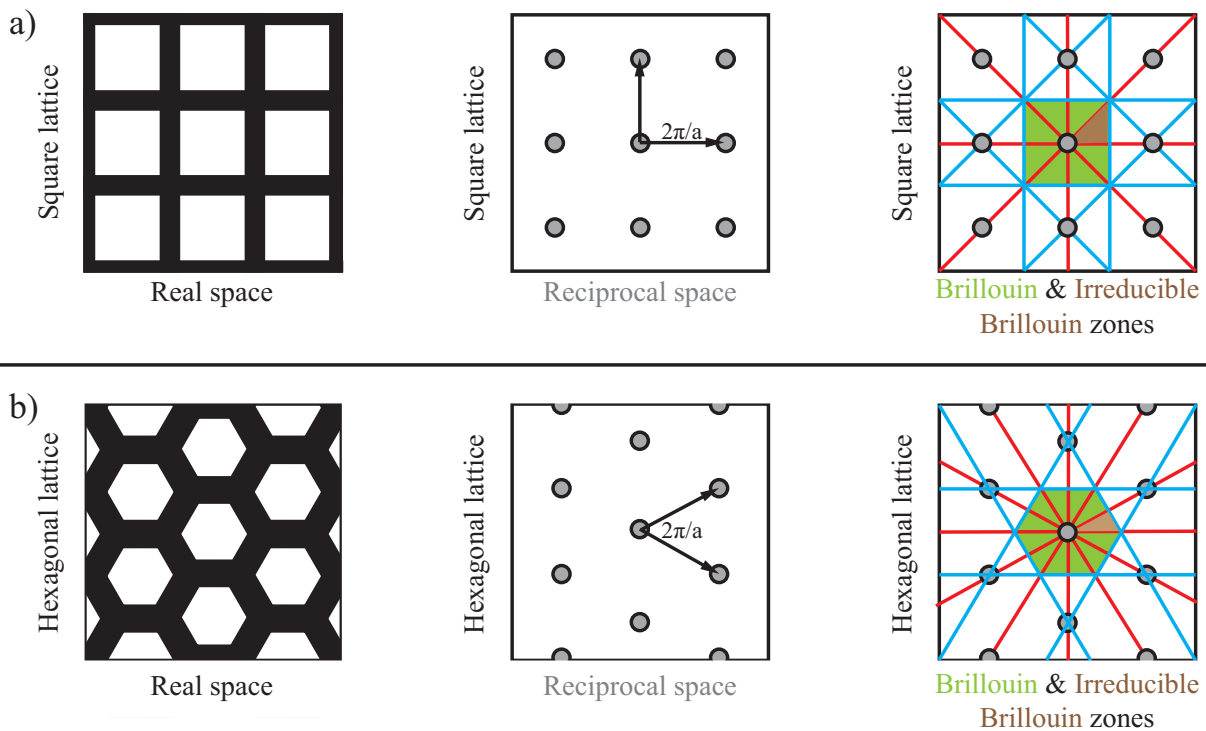 a)
Square lattice
Real space
Square lattice
2π/a
Reciprocal space
Square lattice
Brillouin & Irreducible
Brillouin zones
b)
Hexagonal lattice
Real space
Hexagonal lattice
2π/a
Reciprocal space
Hexagonal lattice
Brillouin & Irreducible
Brillouin zones